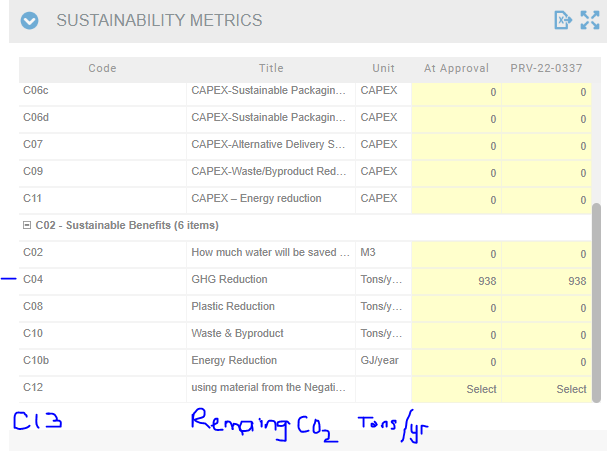 SUSTAINABILITY METRICS
Code Title Unit At Approval PRV-22-0337
C06c CAPEX-Sustainable Packagin... CAPEX 0 0
C06d CAPEX-Sustainable Packagin... CAPEX 0 0
C07 CAPEX-Alternative Delivery S... CAPEX 0 0
C09 CAPEX-Waste/Byproduct Red... CAPEX 0 0
C11 CAPEX – Energy reduction CAPEX 0 0
C02 - Sustainable Benefits (6 items)
C02 How much water will be saved ... M3 0 0
C04 GHG Reduction Tons/y... 938 938
C08 Plastic Reduction Tons/y... 0 0
C10 Waste & Byproduct Tons/y... 0 0
C10b Energy Reduction GJ/year 0 0
C12 using material from the Negati... Select Select
C13 CO2 Tons/yr